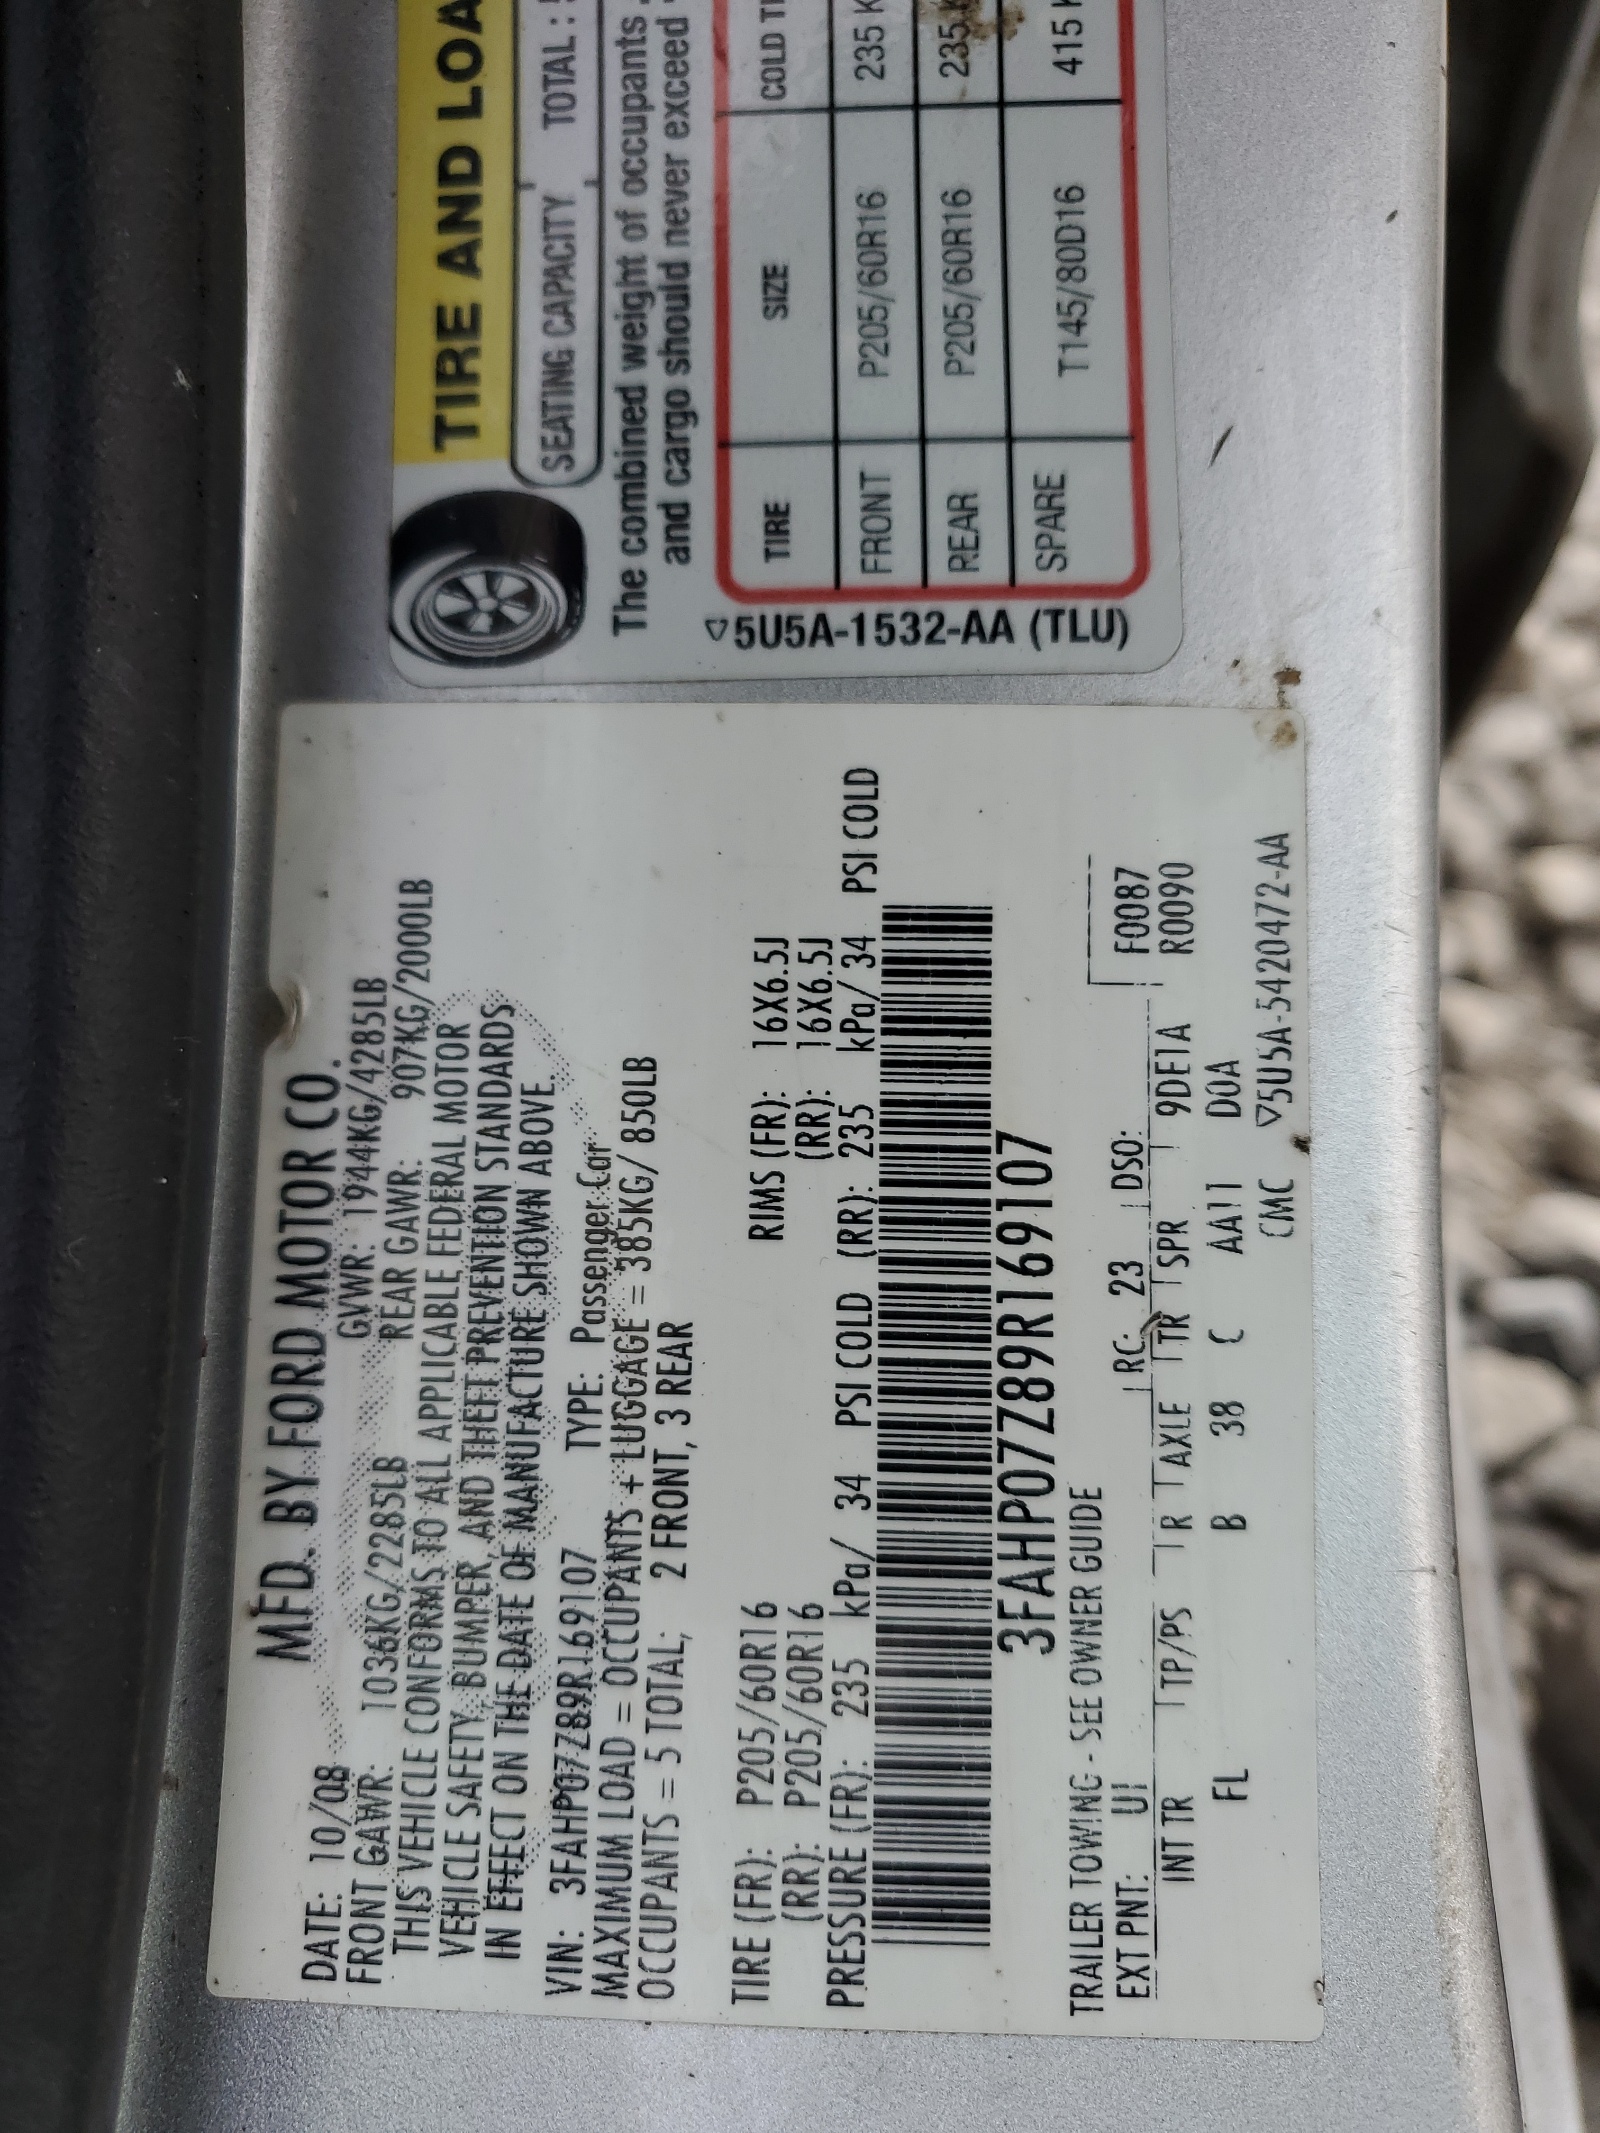 MFD. BY FORD MOTOR CO.
DATE: 10/08 GVWR: 1944KG/4285LB
FRONT GAWR: 1036KG/2285LB REAR GAWR: 907KG/2000LB
THIS VEHICLE CONFORMS TO ALL APPLICABLE FEDERAL MOTOR
VEHICLE SAFETY, BUMPER, AND THEFT PREVENTION STANDARDS
IN EFFECT ON THE DATE OF MANUFACTURE SHOWN ABOVE.
VIN: 3FAHP07Z89R169107 TYPE: Passenger Car
MAXIMUM LOAD = OCCUPANTS + LUGGAGE = 385KG/ 850LB
OCCUPANTS = 5 TOTAL; 2 FRONT, 3 REAR
TIRE (FR): P205/60R16 RIMS (FR): 16X6.5J
(RR): P205/60R16 (RR): 16X6.5J
PRESSURE (FR): 235 kPa/ 34 PSI COLD (RR): 235 kPa/ 34 PSI COLD
3FAHP07Z89R169107
TRAILER TOWING - SEE OWNER GUIDE
EXT PNT: UI RC: 23 DSO: F0087
INT TR TP/PS R AXLE TR SPR 9DE1A R0090
FL B 38 C AA11 DOA
CMC ▽5U5A-5420472-AA
TIRE AND LOA
SEATING CAPACITY TOTAL :
The combined weight of occupants
and cargo should never exceed
TIRE SIZE COLD TI
FRONT P205/60R16 235 K
REAR P205/60R16 235 K
SPARE T145/80D16 415 K
▽5U5A-1532-AA (TLU)